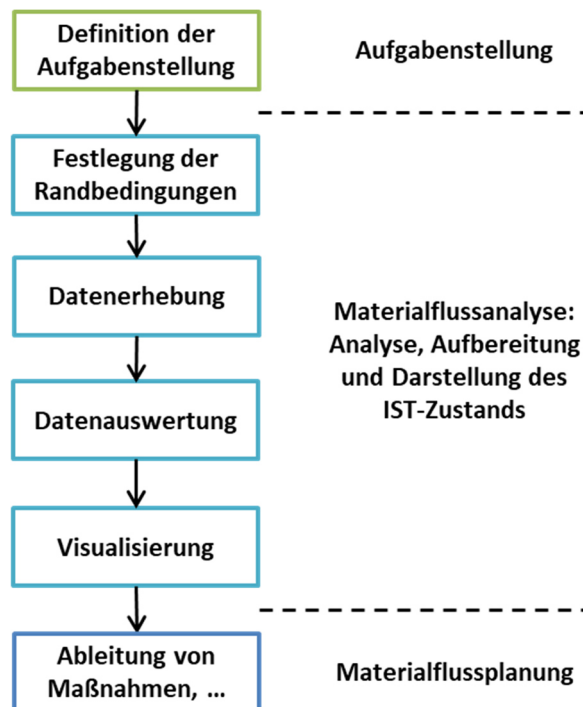 Definition der
Aufgabenstellung
Aufgabenstellung
Festlegung der
Randbedingungen
Datenerhebung
Materialflussanalyse:
Analyse, Aufbereitung
und Darstellung des
IST-Zustands
Datenauswertung
Visualisierung
Ableitung von
Maßnahmen, ...
Materialflussplanung